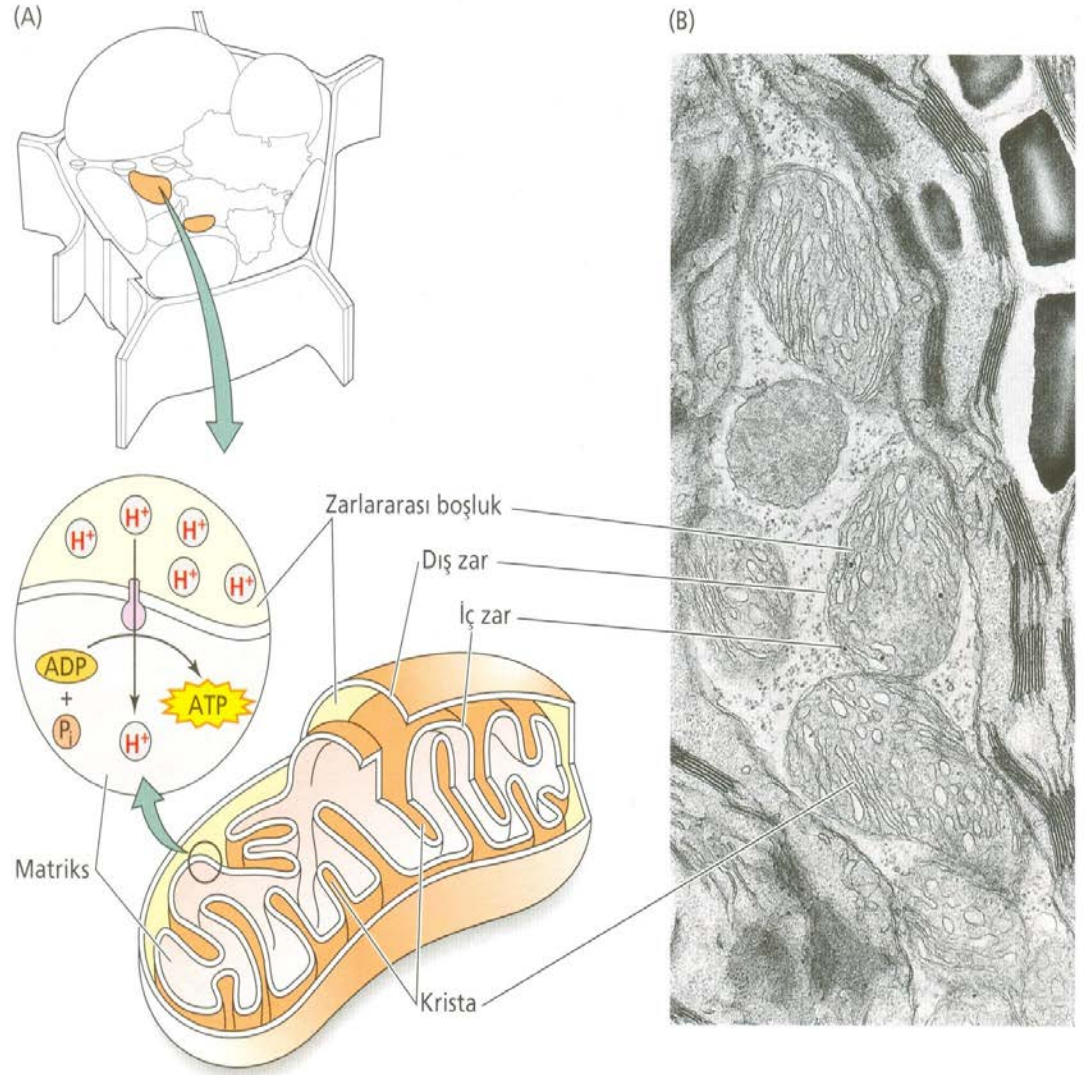 (A)
(B)
Zarlararası boşluk
Dış zar
İç zar
H⁺
H⁺
H⁺
H⁺
H⁺
ADP
+
Pᵢ
ATP
H⁺
Matriks
Krista